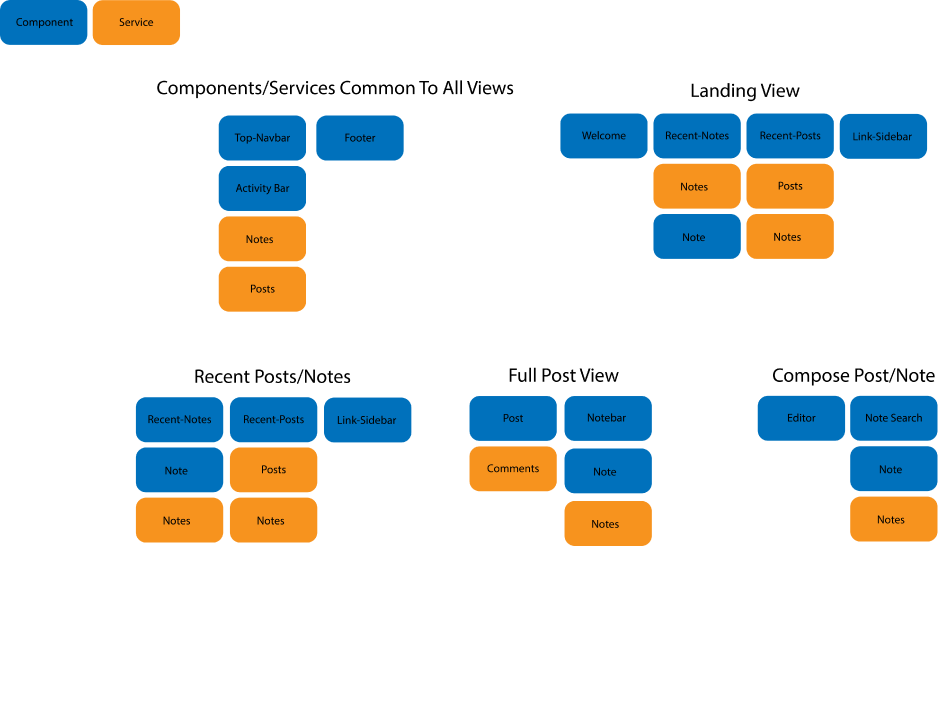 Component
Service
Components/Services Common To All Views
Top-Navbar
Footer
Activity Bar
Notes
Posts
Landing View
Welcome
Recent-Notes
Recent-Posts
Link-Sidebar
Notes
Posts
Note
Notes
Recent Posts/Notes
Recent-Notes
Recent-Posts
Link-Sidebar
Note
Posts
Notes
Notes
Full Post View
Post
Notebar
Comments
Note
Notes
Compose Post/Note
Editor
Note Search
Note
Notes